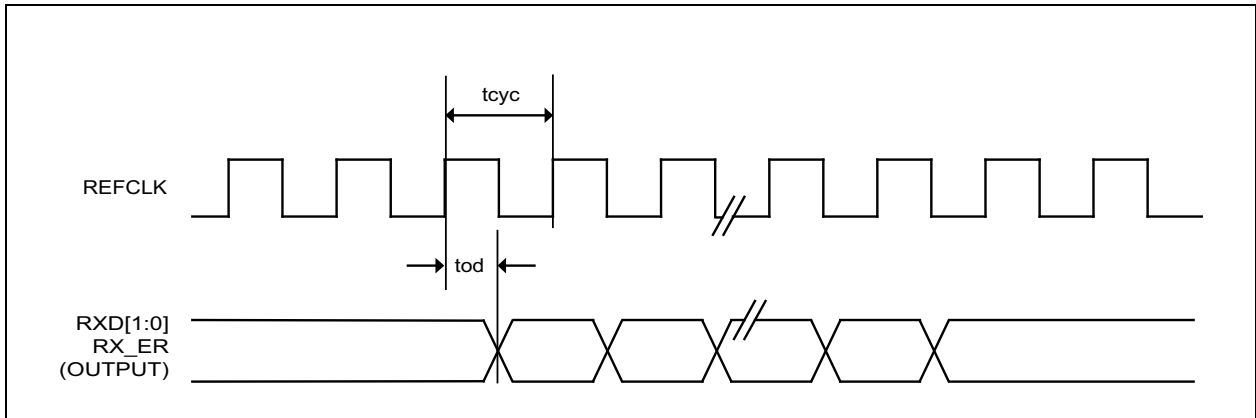 tcyc
REFCLK
tod
RXD[1:0]
RX_ER
(OUTPUT)